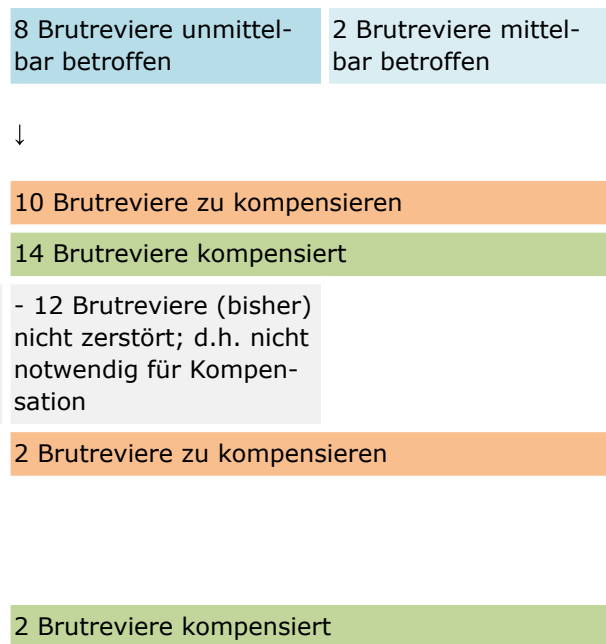 8 Brutreviere unmittel-
bar betroffen
2 Brutreviere mittel-
bar betroffen
↓
10 Brutreviere zu kompensieren
14 Brutreviere kompensiert
- 12 Brutreviere (bisher)
nicht zerstört; d.h. nicht
notwendig für Kompen-
sation
2 Brutreviere zu kompensieren
2 Brutreviere kompensiert